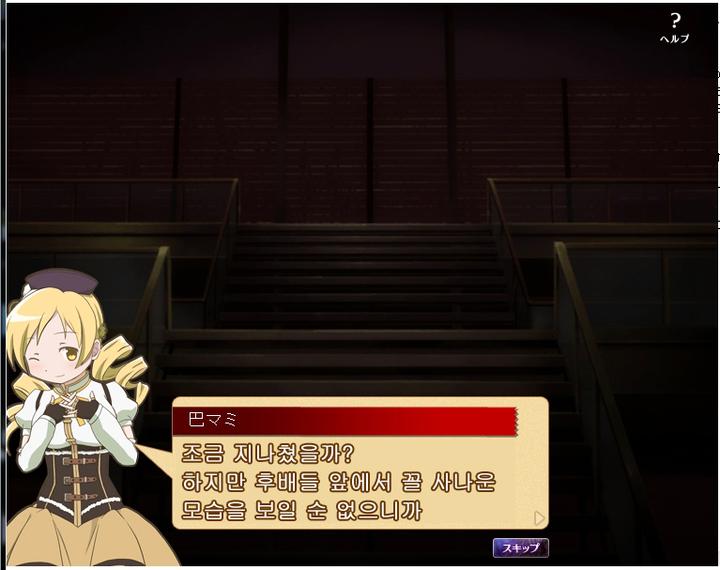 ?
ヘルプ
巴マミ
조금 지나쳤을까?
하지만 후배들 앞에서 꼴 사나운
모습을 보일 순 없으니까
スキップ